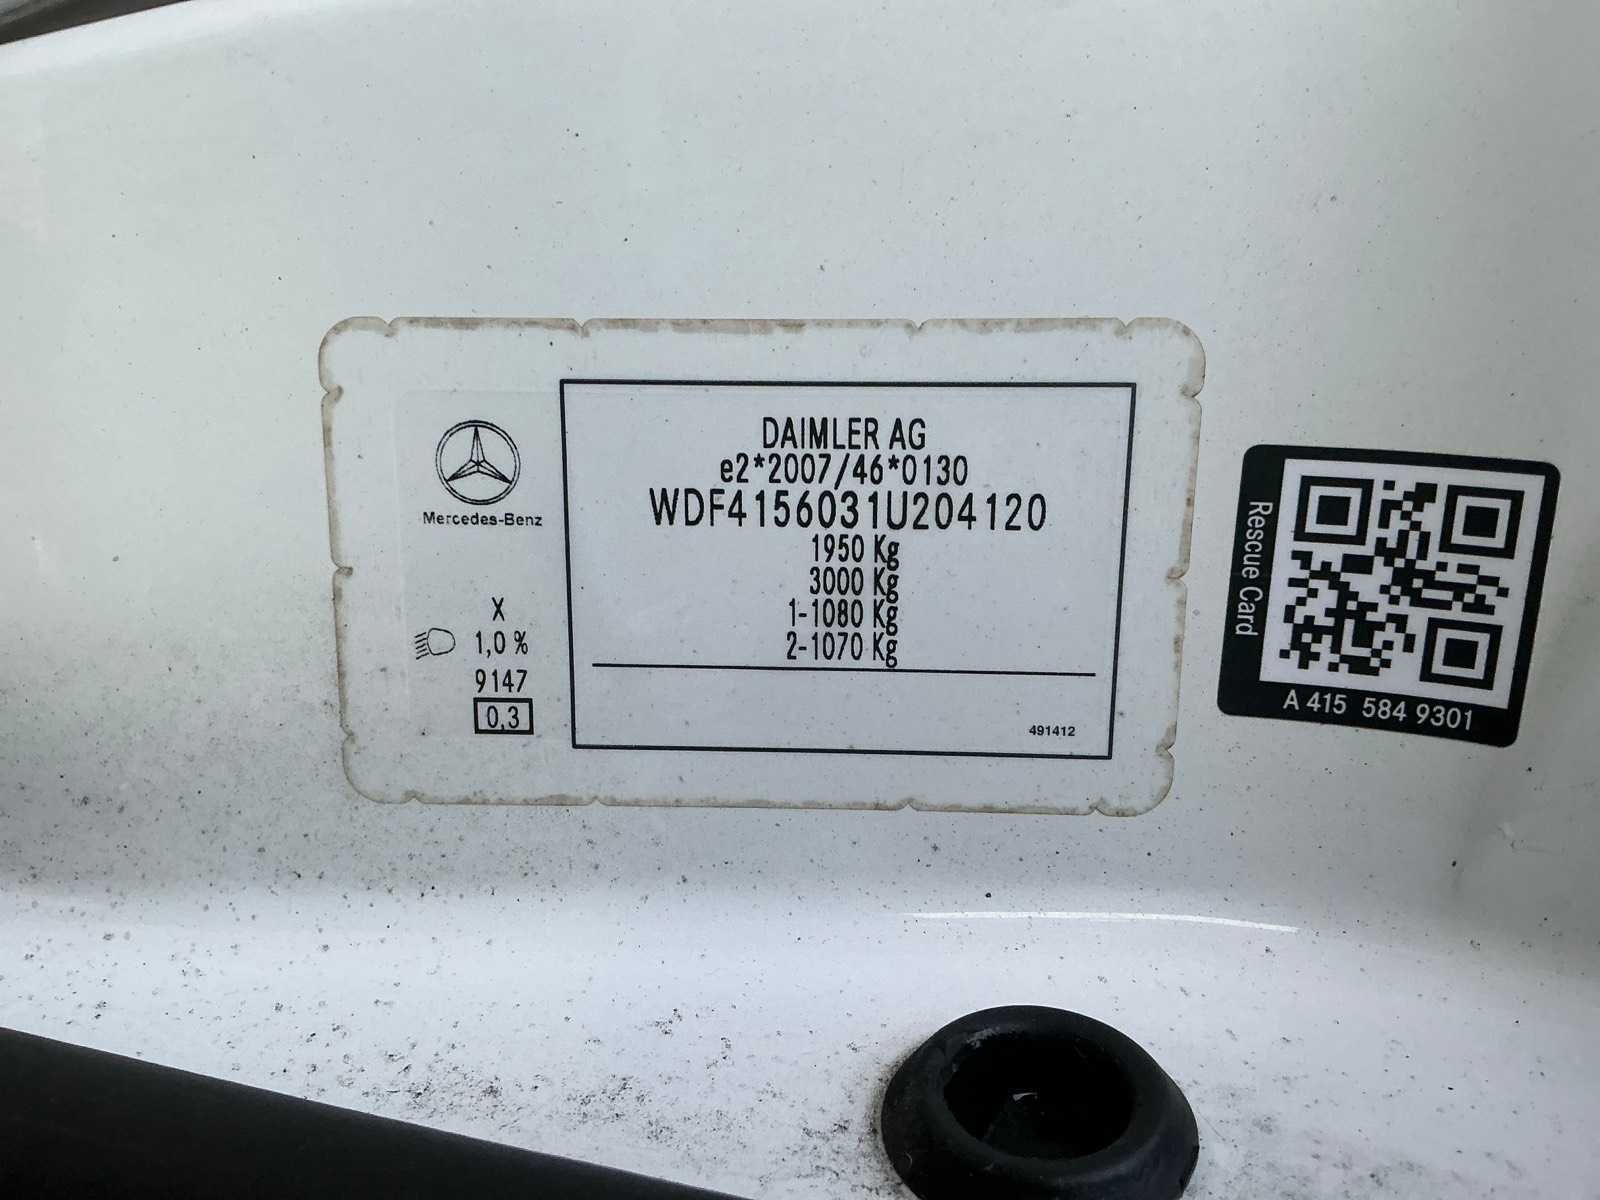 Mercedes-Benz
X
1,0 %
9147
0,3
DAIMLER AG
e2*2007/46*0130
WDF4156031U204120
1950 Kg
3000 Kg
1-1080 Kg
2-1070 Kg
491412
Rescue Card
A 415 584 9301